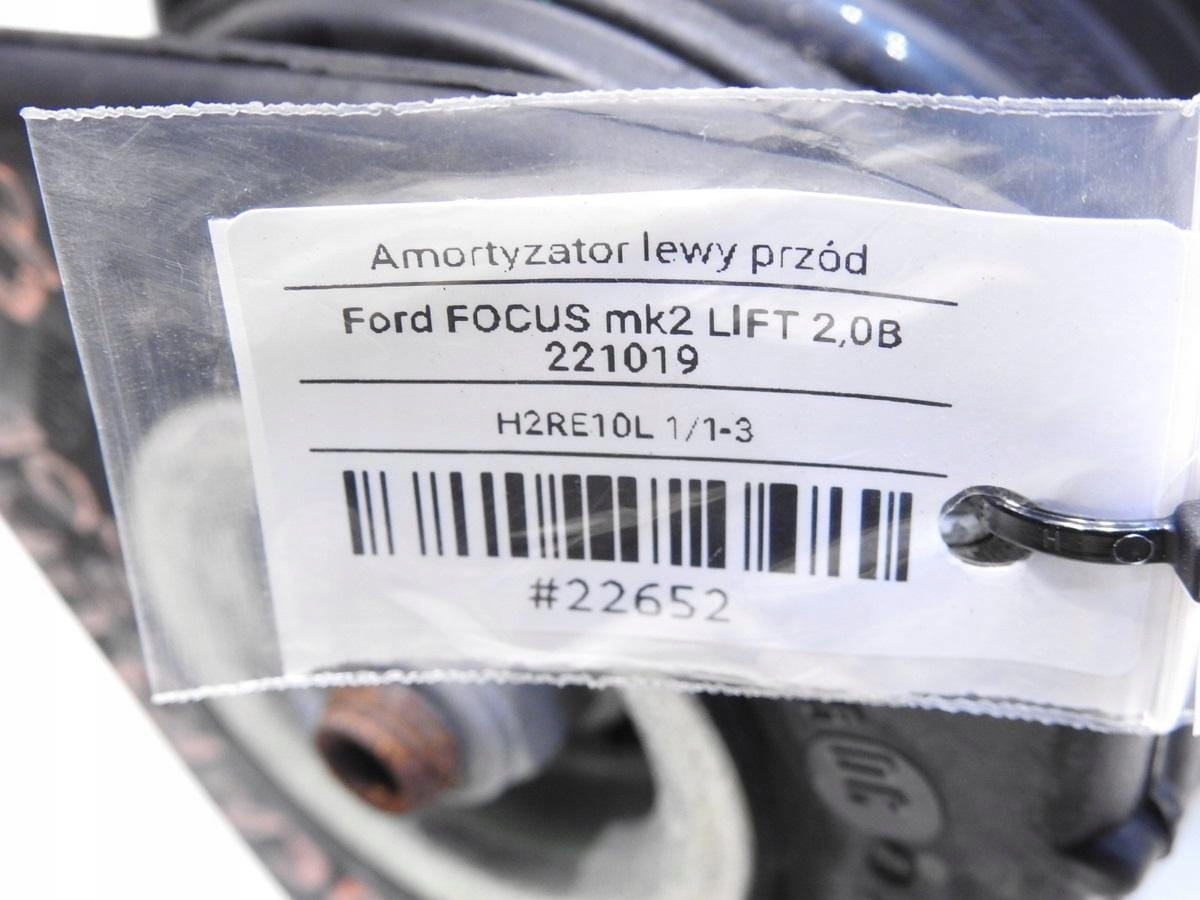 Amortyzator lewy przód
Ford FOCUS mk2 LIFT 2,0B
221019
H2RE10L 1/1-3
#22652